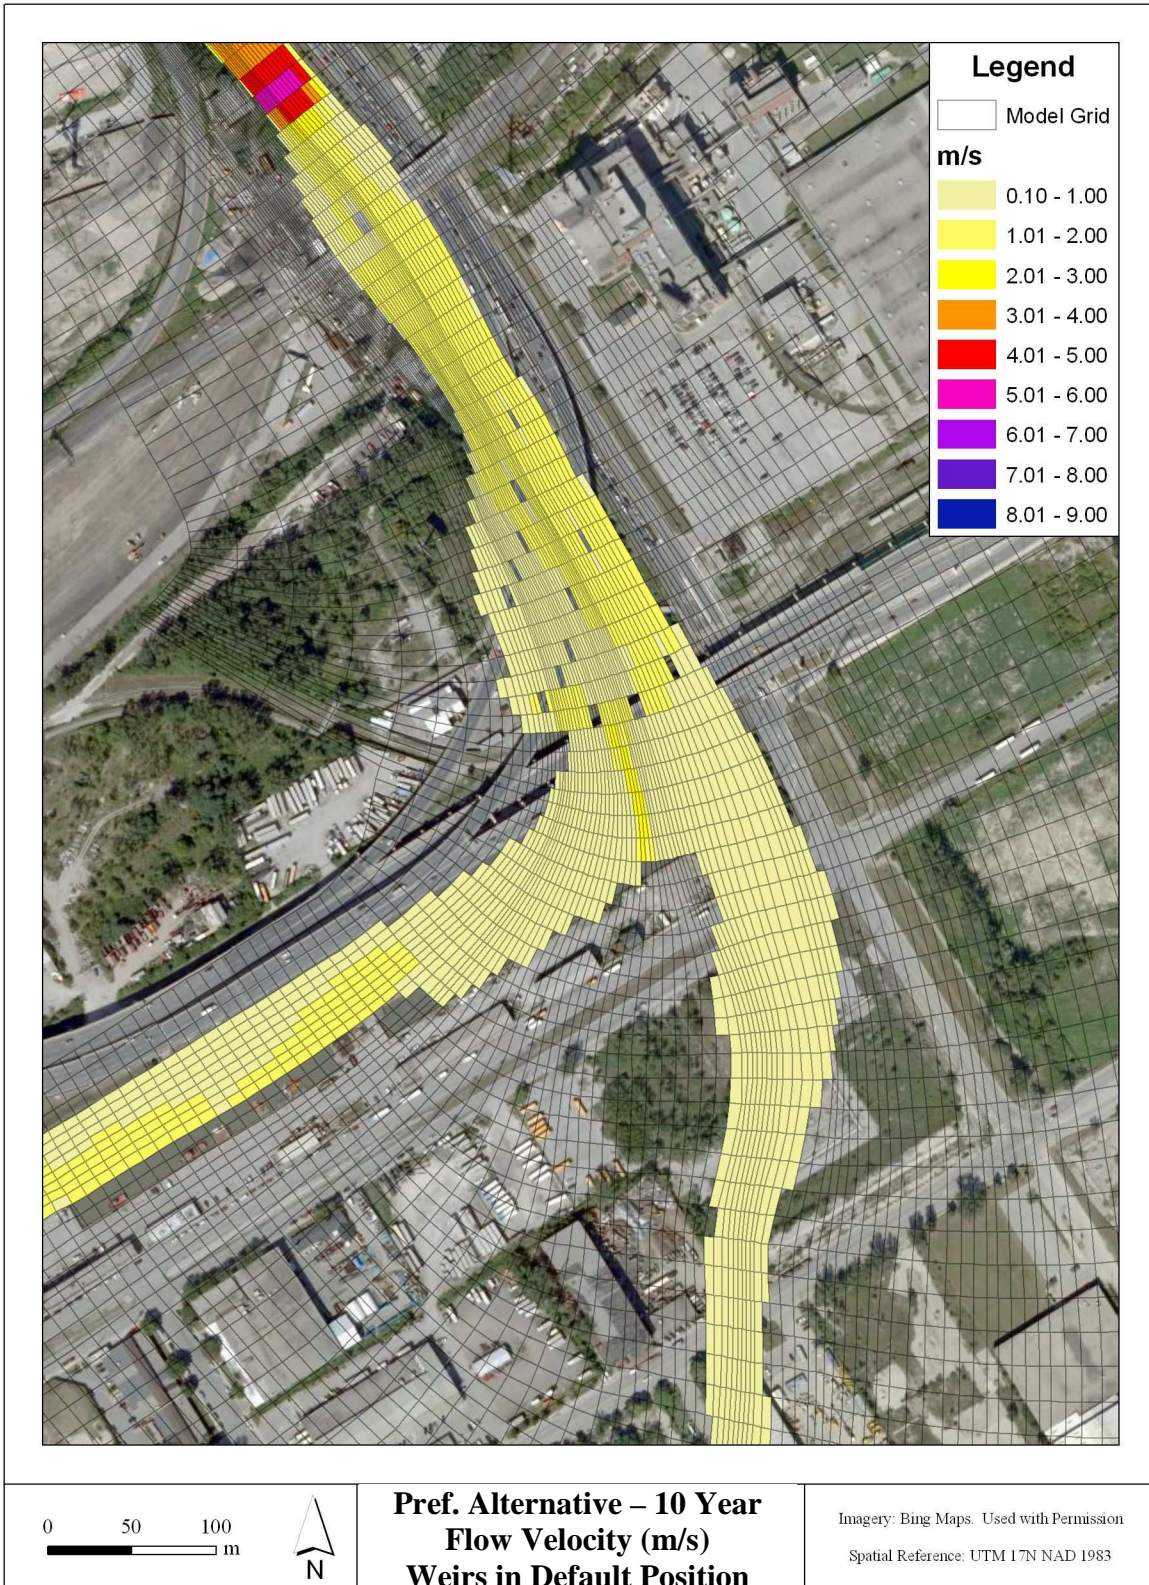 Legend
Model Grid
m/s
0.10 - 1.00
1.01 - 2.00
2.01 - 3.00
3.01 - 4.00
4.01 - 5.00
5.01 - 6.00
6.01 - 7.00
7.01 - 8.00
8.01 - 9.00
0 50 100
m
N
Pref. Alternative – 10 Year
Flow Velocity (m/s)
Weirs in Default Position
Imagery: Bing Maps. Used with Permission
Spatial Reference: UTM 17N NAD 1983